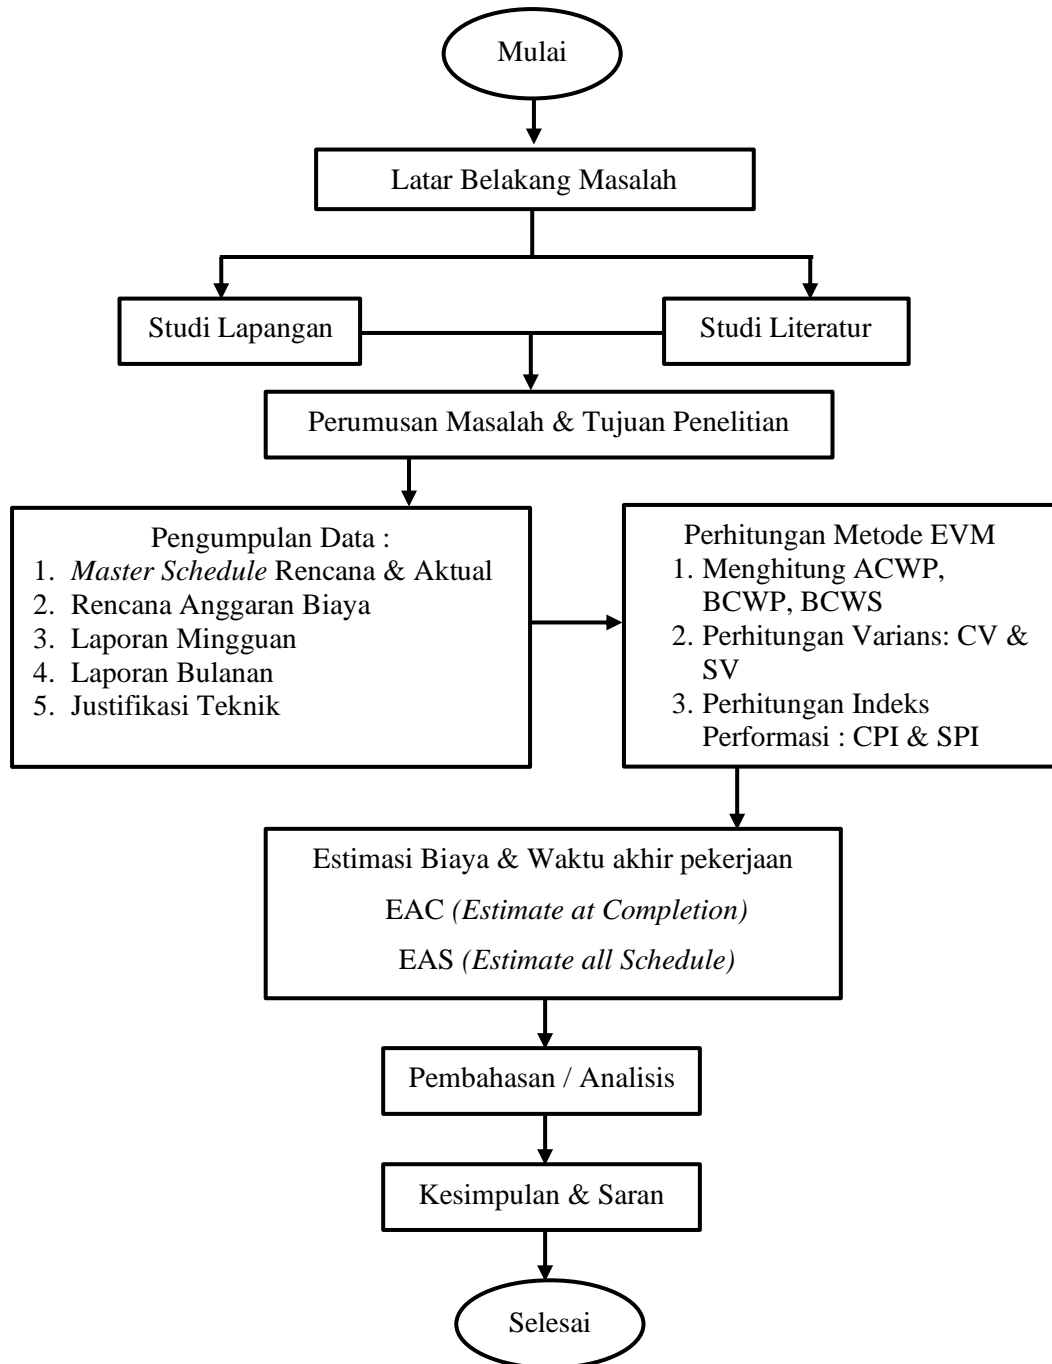 Mulai
Latar Belakang Masalah
Studi Lapangan
Studi Literatur
Perumusan Masalah & Tujuan Penelitian
Pengumpulan Data :
1. Master Schedule Rencana & Aktual
2. Rencana Anggaran Biaya
3. Laporan Mingguan
4. Laporan Bulanan
5. Justifikasi Teknik
Perhitungan Metode EVM
1. Menghitung ACWP,
BCWP, BCWS
2. Perhitungan Varians: CV &
SV
3. Perhitungan Indeks
Performasi : CPI & SPI
Estimasi Biaya & Waktu akhir pekerjaan
EAC (Estimate at Completion)
EAS (Estimate all Schedule)
Pembahasan / Analisis
Kesimpulan & Saran
Selesai